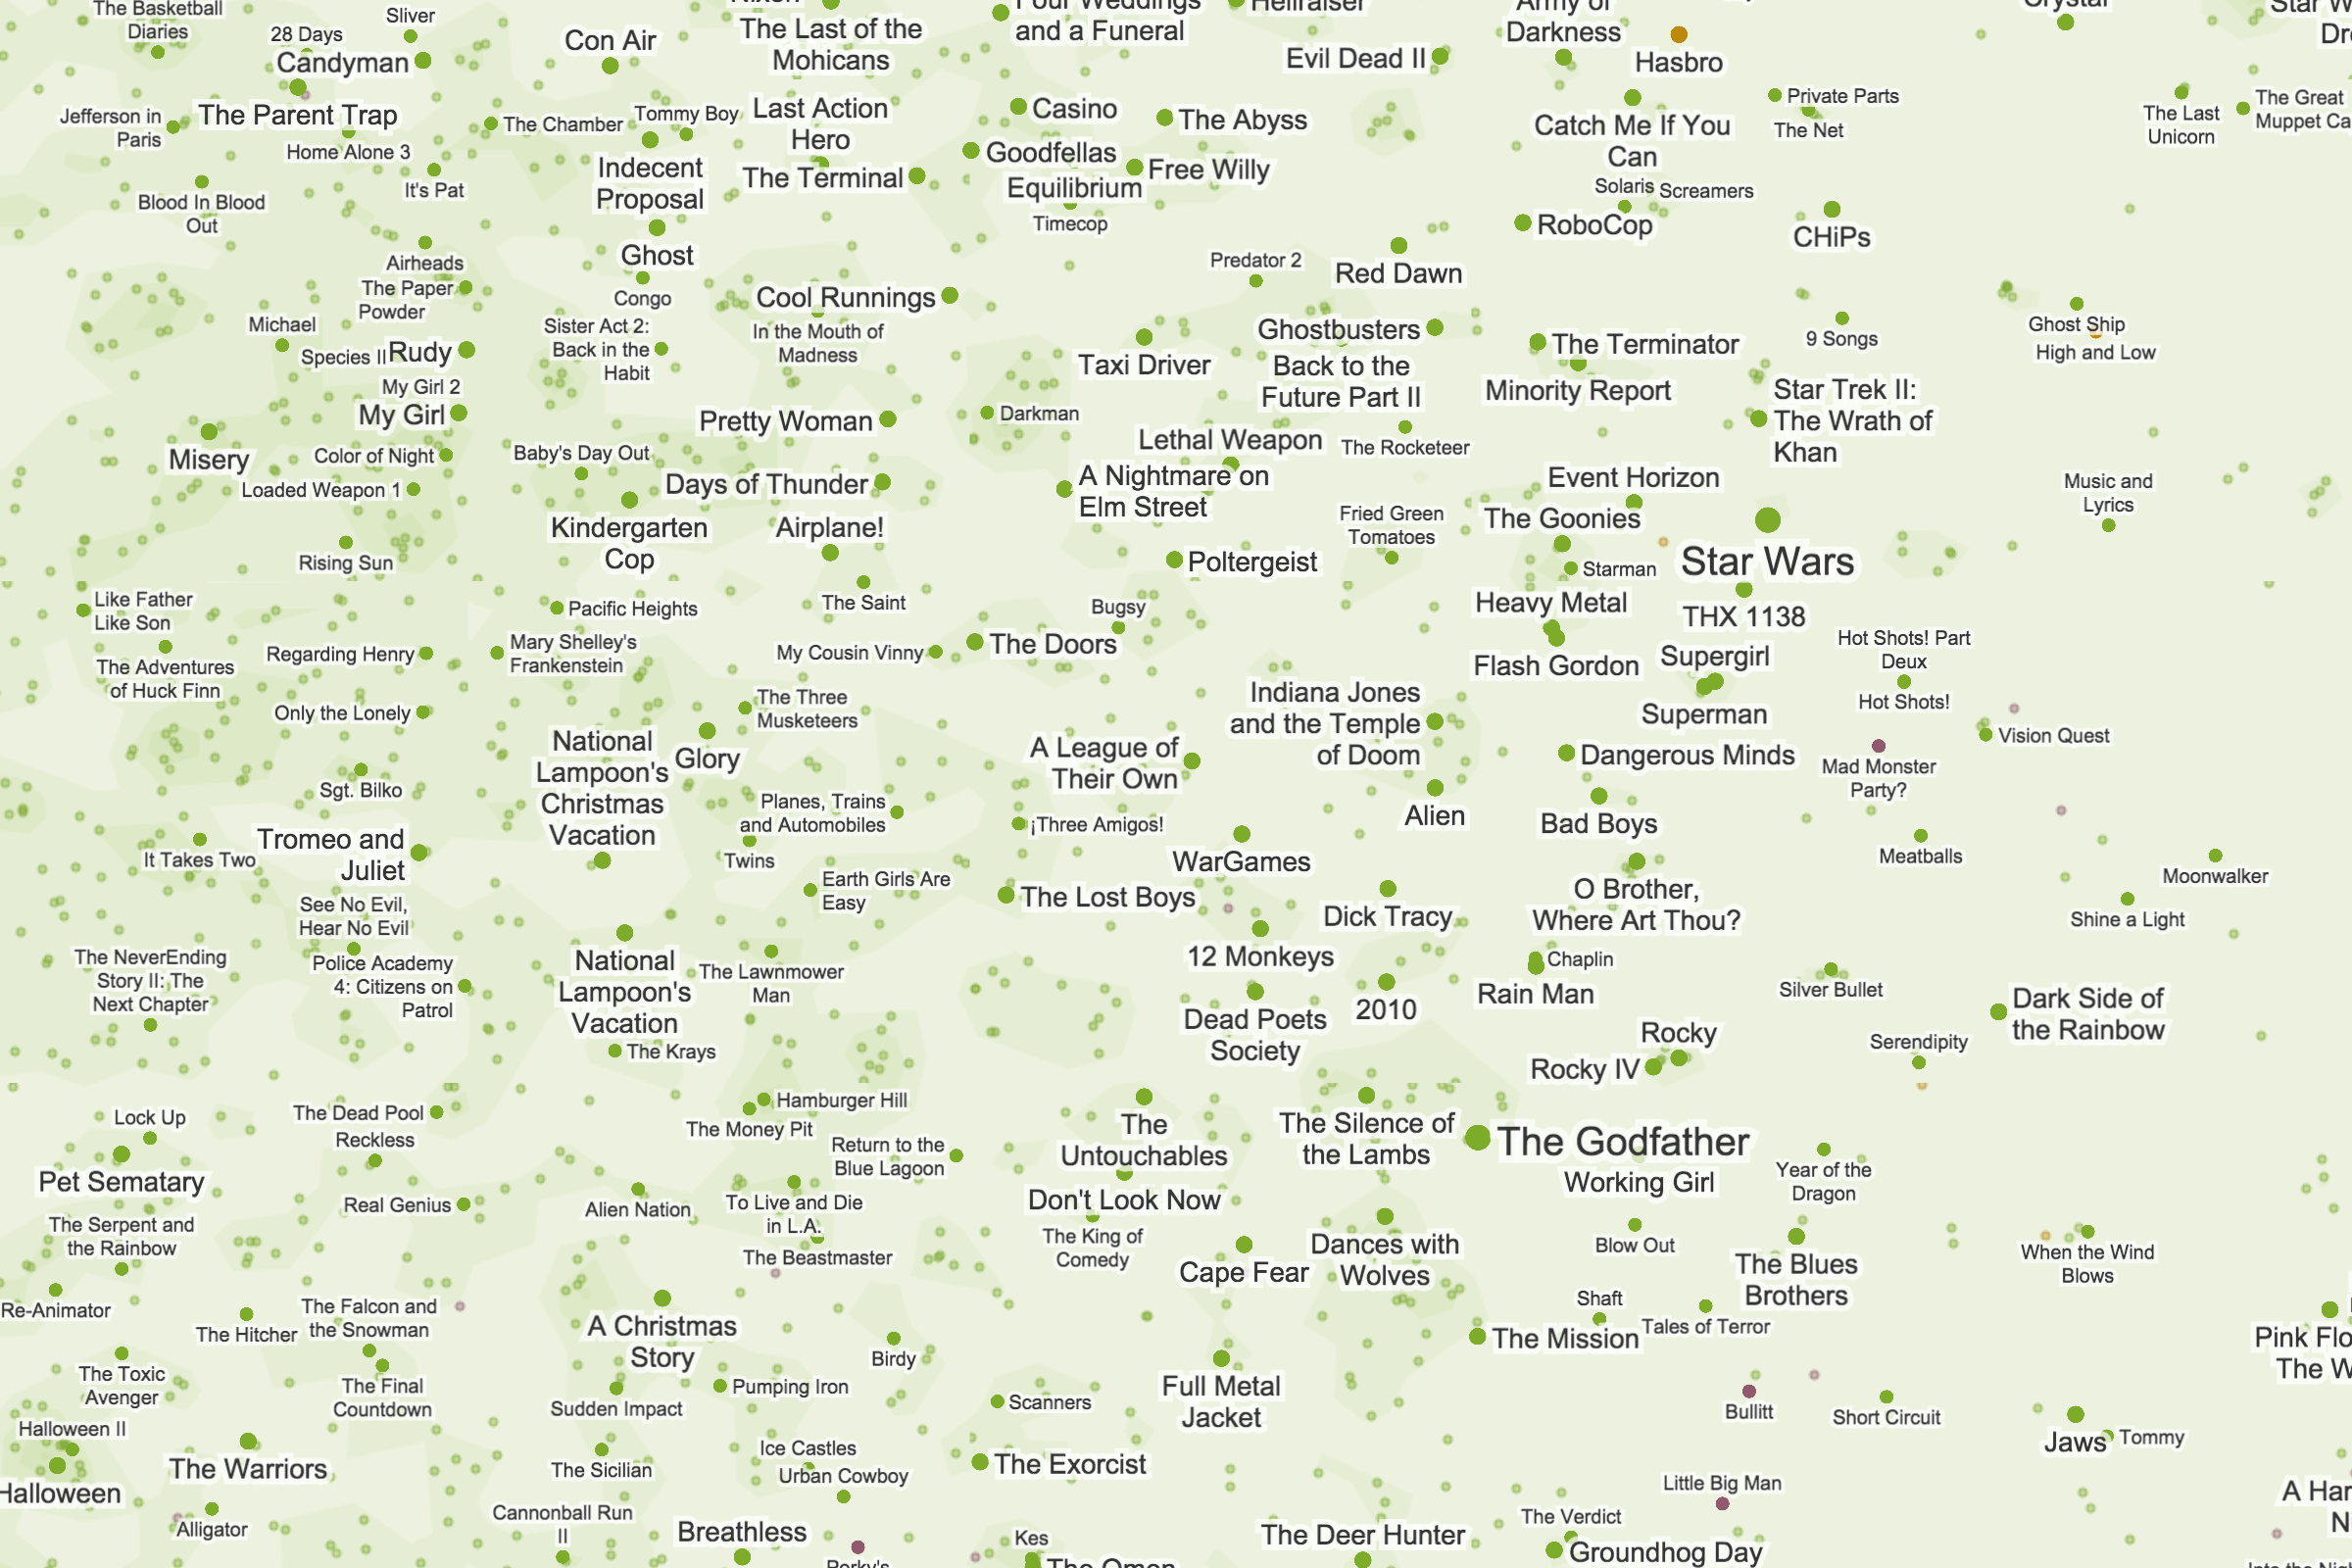 The Basketball
Diaries
Sliver
28 Days
Candyman
The Parent Trap
Jefferson in
Paris
Home Alone 3
It's Pat
Blood In Blood
Out
Airheads
The Paper
Powder
Michael
Species II
Rudy
My Girl 2
My Girl
Misery
Color of Night
Loaded Weapon 1
Rising Sun
Con Air
The Last of the
Mohicans
The Chamber
Tommy Boy
Last Action
Hero
Indecent
Proposal
The Terminal
Ghost
Congo
Cool Runnings
Sister Act 2:
Back in the
Habit
In the Mouth of
Madness
Pretty Woman
Baby's Day Out
Days of Thunder
Kindergarten
Cop
Airplane!
and a Funeral
Hellraiser
Evil Dead II
Casino
The Abyss
Goodfellas
Free Willy
Equilibrium
Timecop
Predator 2
Red Dawn
Ghostbusters
Taxi Driver
Back to the
Future Part II
Darkman
Lethal Weapon
The Rocketeer
A Nightmare on
Elm Street
Fried Green
Tomatoes
Poltergeist
Army of
Darkness
Hasbro
Private Parts
The Net
Catch Me If You
Can
Solaris
Screamers
RoboCop
CHiPs
The Terminator
9 Songs
Minority Report
Star Trek II:
The Wrath of
Khan
Event Horizon
The Goonies
Star Wars
Starman
Heavy Metal
THX 1138
Flash Gordon
Supergirl
Superman
Crystal
The Last
Unicorn
The Great
Muppet Ca
Ghost Ship
High and Low
Music and
Lyrics
Hot Shots! Part
Deux
Hot Shots!
Vision Quest
Like Father
Like Son
The Adventures
of Huck Finn
Regarding Henry
Only the Lonely
Sgt. Bilko
Tromeo and
Juliet
It Takes Two
See No Evil,
Hear No Evil
The NeverEnding
Story II: The
Next Chapter
Police Academy
4: Citizens on
Patrol
Pacific Heights
The Saint
Mary Shelley's
Frankenstein
My Cousin Vinny
The Three
Musketeers
National
Lampoon's
Christmas
Vacation
Glory
Planes, Trains
and Automobiles
Twins
Earth Girls Are
Easy
National
Lampoon's
Vacation
The Lawnmower
Man
The Krays
Bugsy
The Doors
Indiana Jones
and the Temple
of Doom
A League of
Their Own
Alien
¡Three Amigos!
WarGames
The Lost Boys
Dick Tracy
12 Monkeys
Dead Poets
Society
2010
Dangerous Minds
Mad Monster
Party?
Bad Boys
Meatballs
Moonwalker
O Brother,
Where Art Thou?
Shine a Light
Chaplin
Rain Man
Silver Bullet
Dark Side of
the Rainbow
Rocky
Serendipity
Rocky IV
Lock Up
The Dead Pool
Reckless
Pet Sematary
Real Genius
The Serpent and
the Rainbow
Re-Animator
The Hitcher
The Falcon and
the Snowman
The Toxic
Avenger
The Final
Countdown
Halloween II
The Warriors
Halloween
Alligator
Hamburger Hill
The Money Pit
Return to the
Blue Lagoon
Alien Nation
To Live and Die
in L.A.
The Beastmaster
A Christmas
Story
Birdy
Pumping Iron
Sudden Impact
Ice Castles
The Sicilian
Urban Cowboy
Cannonball Run
II
Breathless
Porky's
The
Untouchables
The Silence of
the Lambs
Don't Look Now
The King of
Comedy
Cape Fear
Dances with
Wolves
Full Metal
Jacket
Scanners
The Exorcist
Kes
The Omen
The Deer Hunter
The Godfather
Working Girl
Year of the
Dragon
Blow Out
The Blues
Brothers
When the Wind
Blows
Shaft
The Mission
Tales of Terror
Bullitt
Short Circuit
Pink Flo
The W
Jaws
Tommy
Little Big Man
The Verdict
Groundhog Day
A Har
N